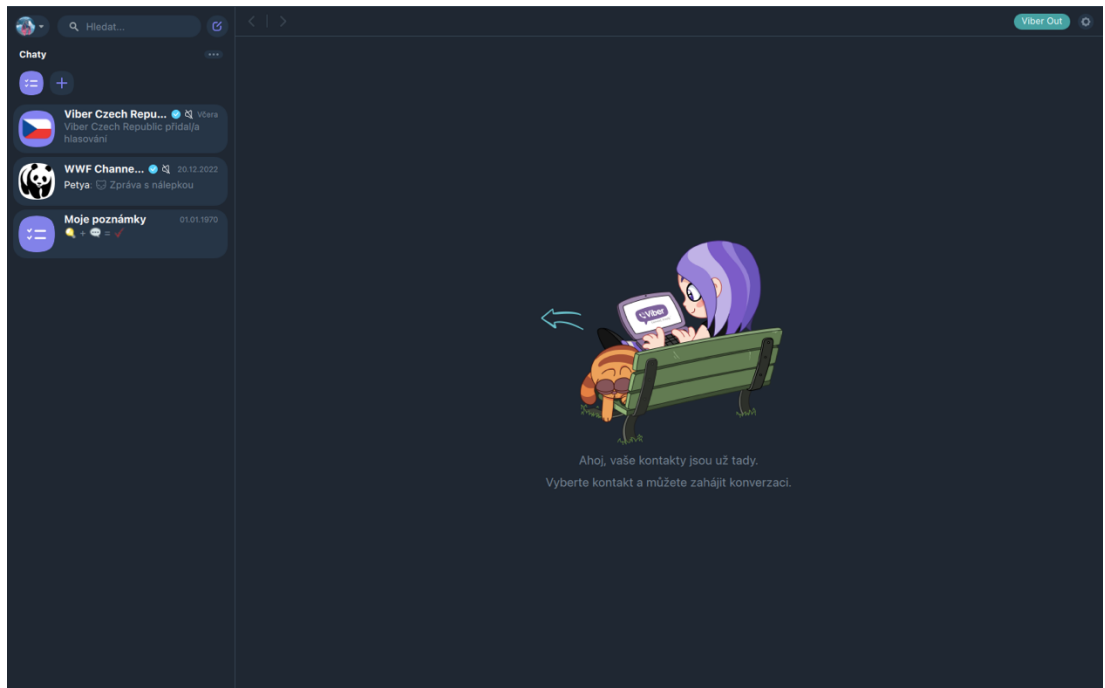 Hledat...
Viber Out
Chaty
Viber Czech Repu... Včera
Viber Czech Republic přidal/a
hlasování
WWF Channe... 20.12.2022
Petya: Zpráva s nálepkou
Moje poznámky 01.01.1970
+ =
Viber
Ahoj, vaše kontakty jsou už tady.
Vyberte kontakt a můžete zahájit konverzaci.